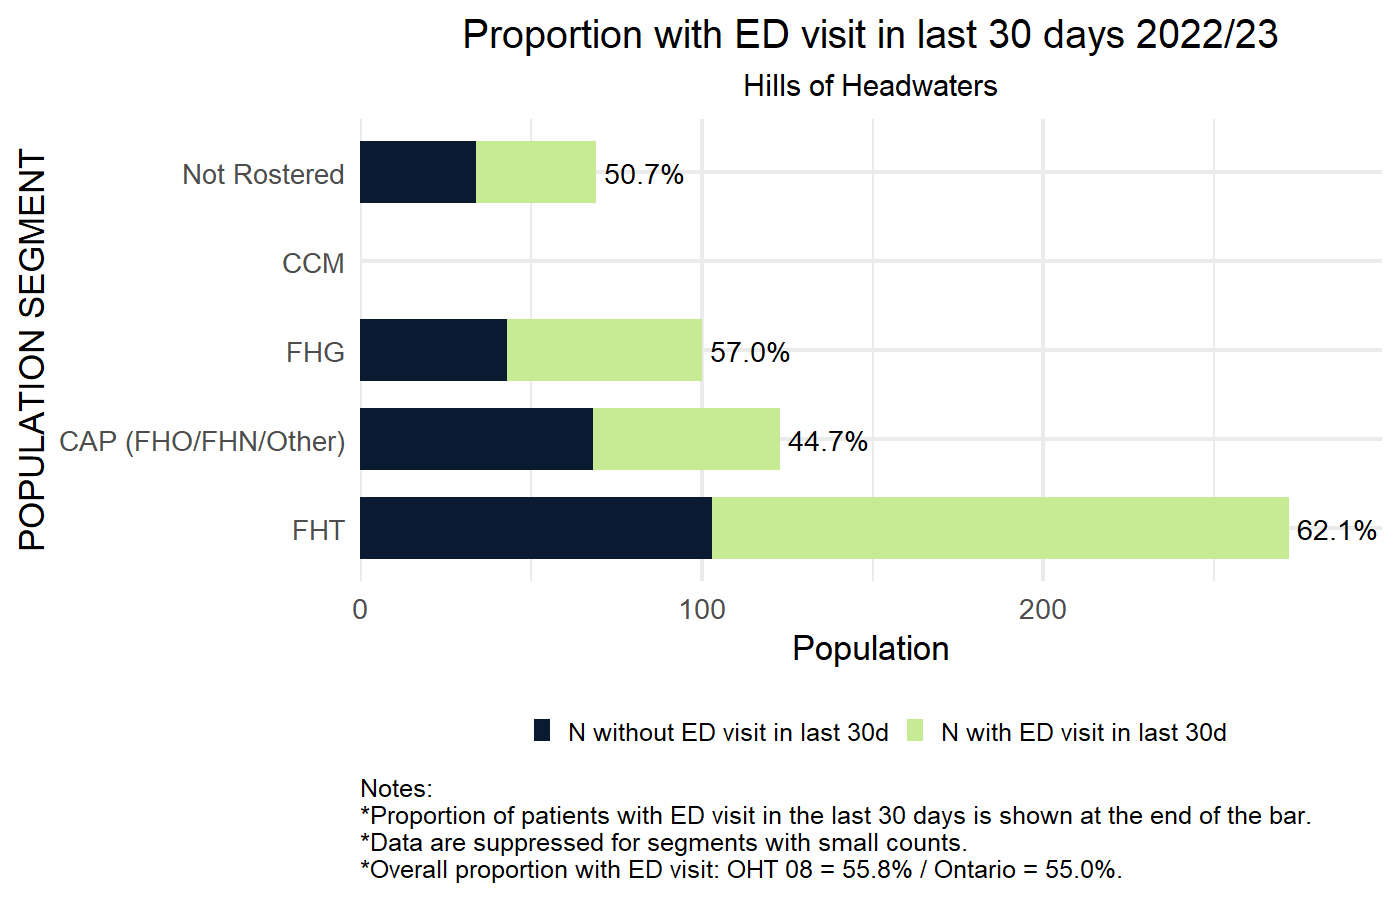 Proportion with ED visit in last 30 days 2022/23
Hills of Headwaters
POPULATION SEGMENT
Not Rostered
50.7%
CCM
FHG
57.0%
CAP (FHO/FHN/Other)
44.7%
FHT
62.1%
0
100
200
Population
N without ED visit in last 30d
N with ED visit in last 30d
Notes:
*Proportion of patients with ED visit in the last 30 days is shown at the end of the bar.
*Data are suppressed for segments with small counts.
*Overall proportion with ED visit: OHT 08 = 55.8% / Ontario = 55.0%.